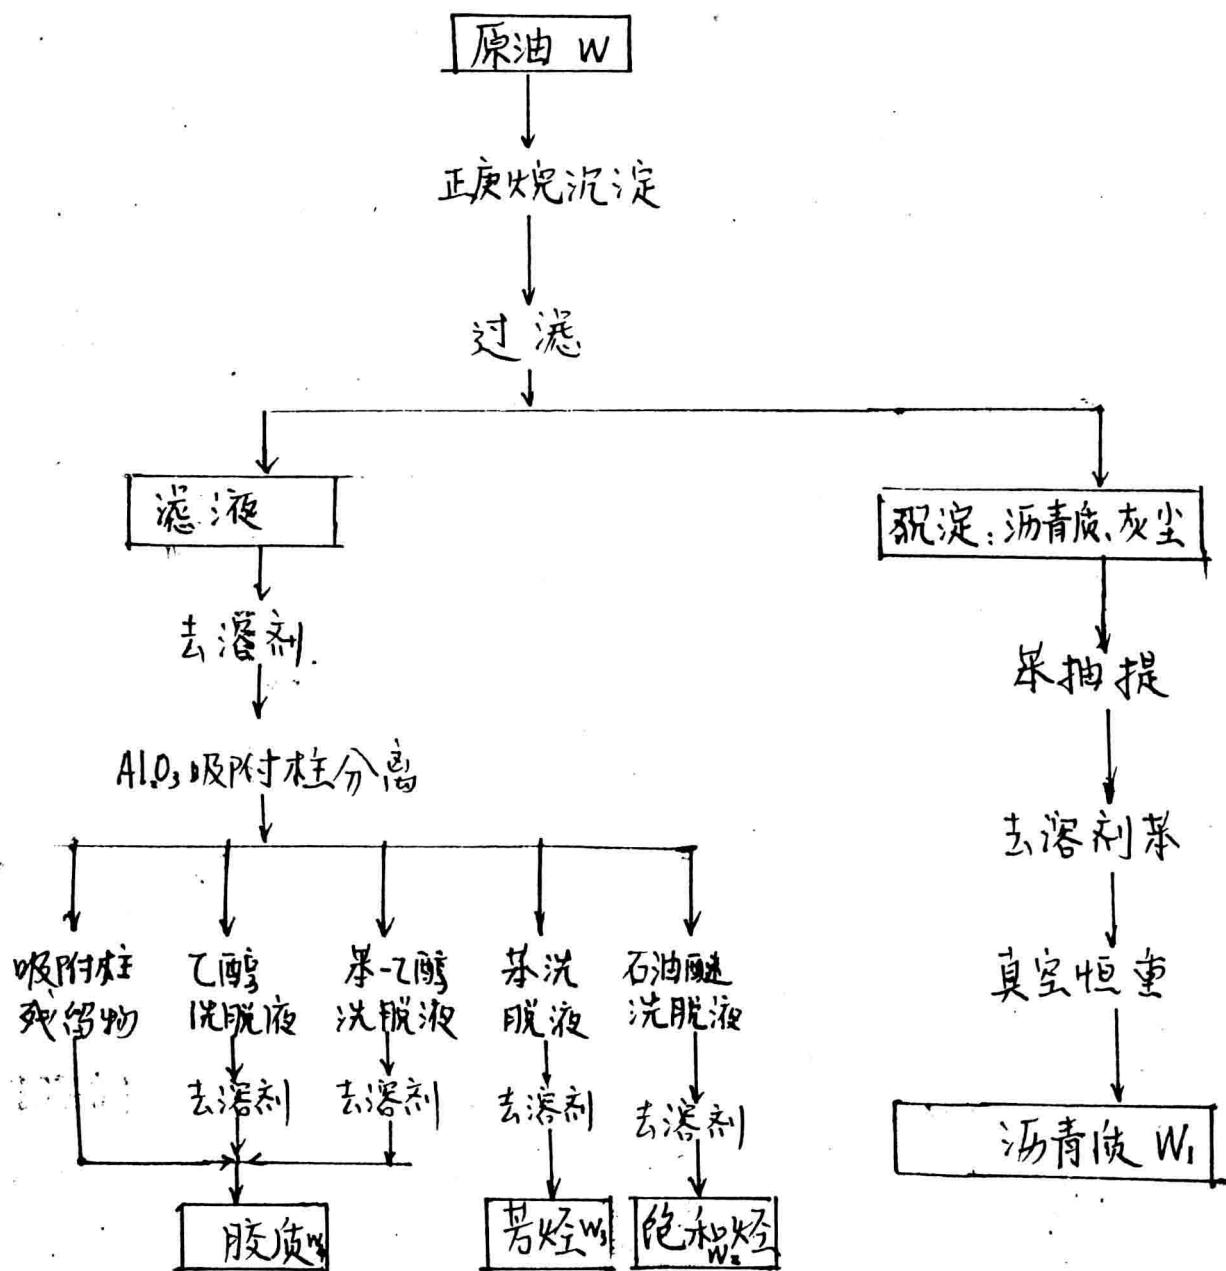 原油 W
正庚烷沉淀
过滤
滤液
沉淀:沥青质、灰尘
去溶剂.
苯抽提
Al₂O₃吸附柱分离
去溶剂苯
吸附柱
残留物
乙醇
洗脱液
苯-乙醇
洗脱液
苯洗
脱液
石油醚
洗脱液
真空恒重
去溶剂
去溶剂
去溶剂
去溶剂
沥青质 W₁
胶质W₄
芳烃W₃
饱和烃
W₂